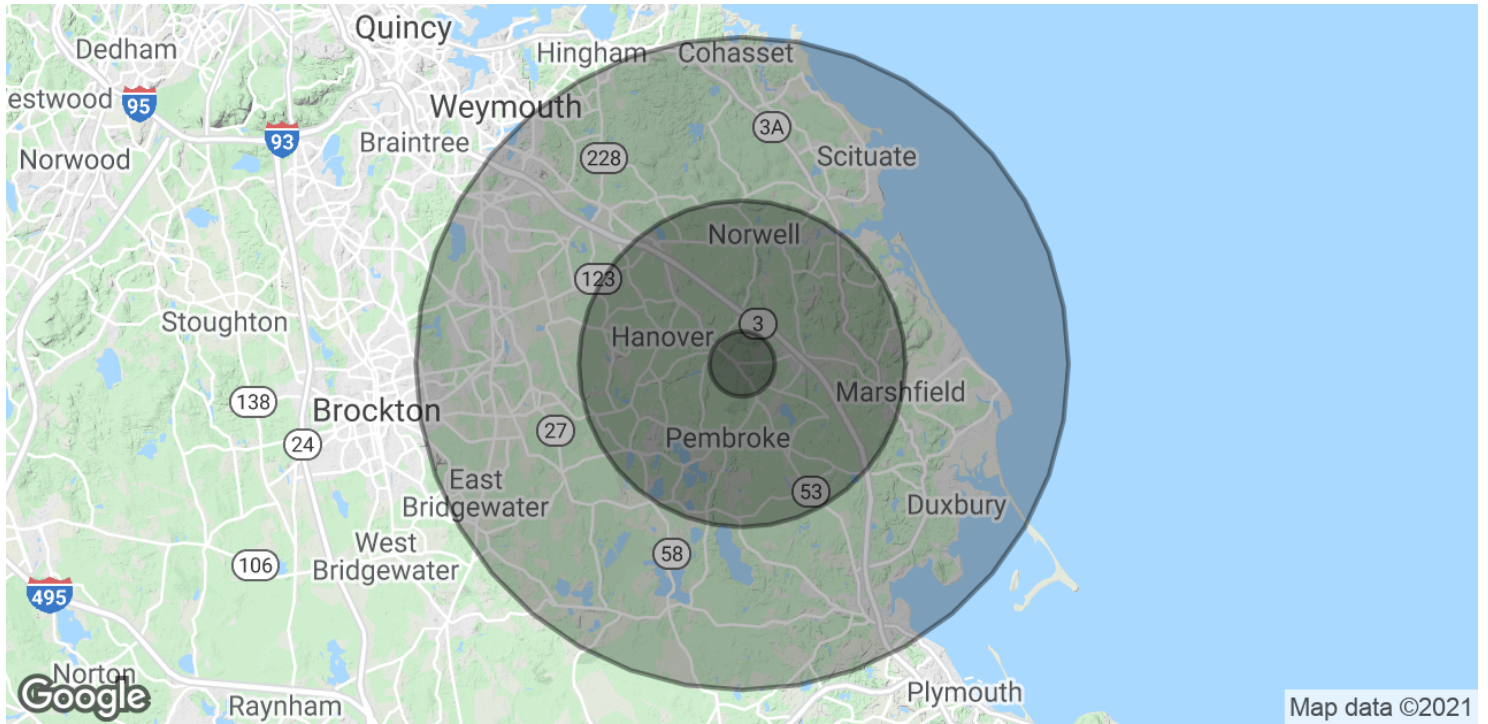 Quincy
Dedham
Hingham
Cohasset
estwood
95
Weymouth
3A
93
Braintree
Norwood
228
Scituate
Norwell
123
Stoughton
3
Hanover
138
Marshfield
Brockton
27
24
Pembroke
East
Bridgewater
53
Duxbury
58
West
Bridgewater
106
495
Norton
Google
Raynham
Plymouth
Map data ©2021